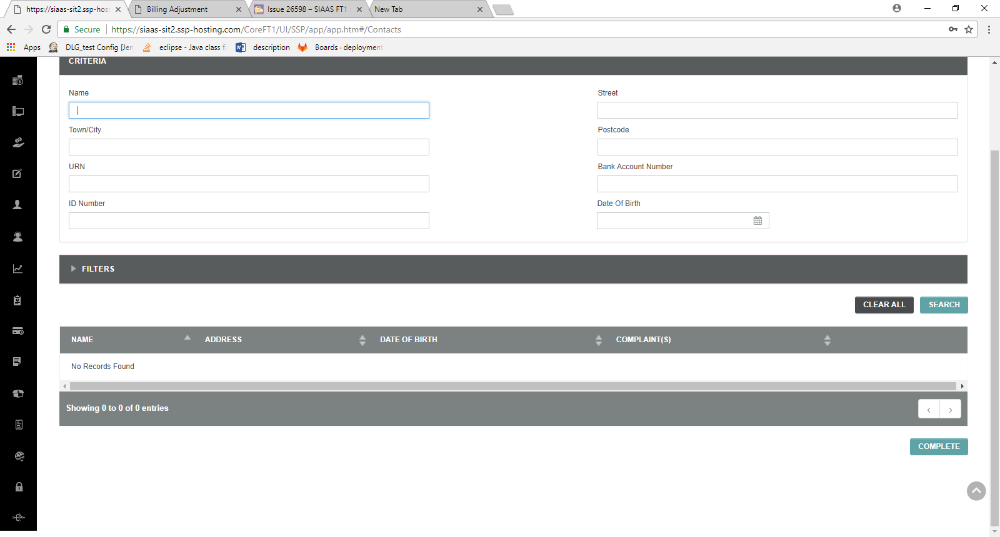 https://siaas-sit2.ssp-host
Billing Adjustment
Issue 26598 – SIAAS FT1
New Tab
Secure https://siaas-sit2.ssp-hosting.com/CoreFT1/UI/SSP/app/app.htm#/Contacts
Apps DLG_test Config [Jen eclipse - Java class fi description Boards · deployment
CRITERIA
Name Street
Town/City Postcode
URN Bank Account Number
ID Number Date Of Birth
FILTERS
CLEAR ALL SEARCH
NAME ADDRESS DATE OF BIRTH COMPLAINT(S)
No Records Found
Showing 0 to 0 of 0 entries
COMPLETE